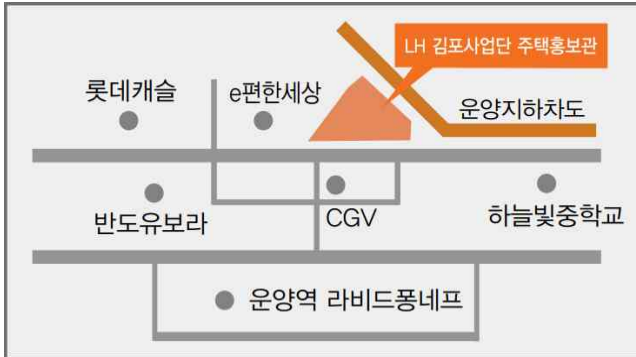 LH 김포사업단 주택홍보관
롯데캐슬
e편한세상
운양지하차도
반도유보라
CGV
하늘빛중학교
운양역 라비드퐁네프